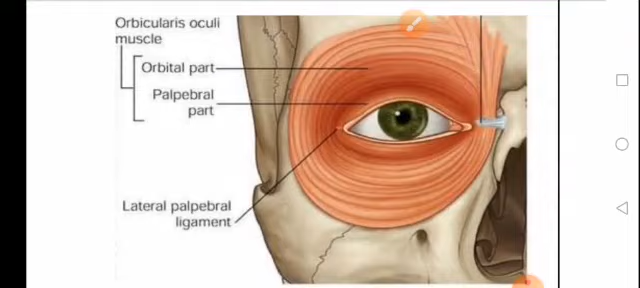 Orbicularis oculi
muscle
Orbital part
Palpebral
part
Lateral palpebral
ligament